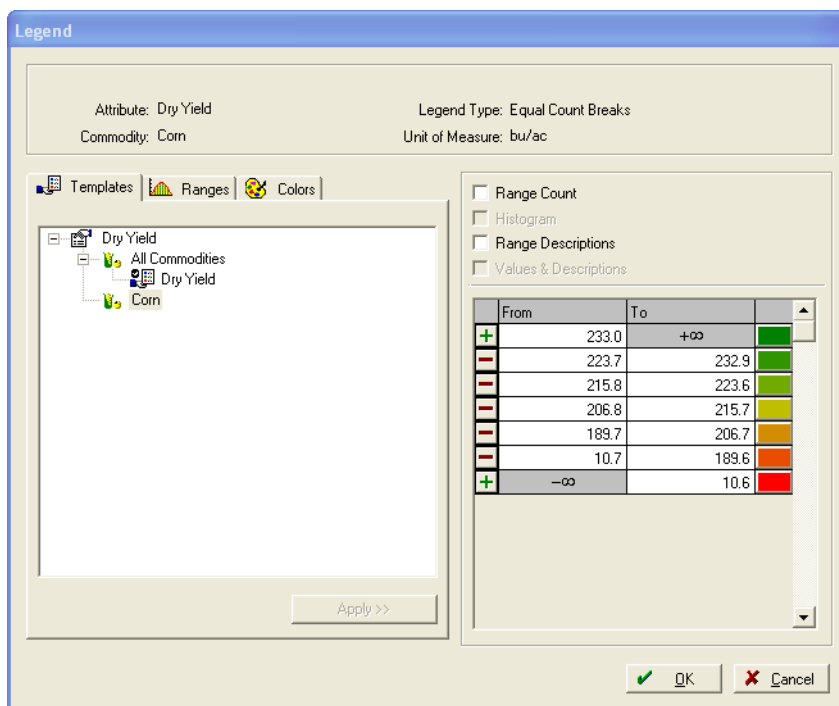 Legend
Attribute: Dry Yield
Legend Type: Equal Count Breaks
Commodity: Corn
Unit of Measure: bu/ac
Templates
Ranges
Colors
Dry Yield
All Commodities
Dry Yield
Corn
Apply >>
Range Count
Histogram
Range Descriptions
Values & Descriptions
From To
233.0 +∞
223.7 232.9
215.8 223.6
206.8 215.7
189.7 206.7
10.7 189.6
−∞ 10.6
OK
Cancel